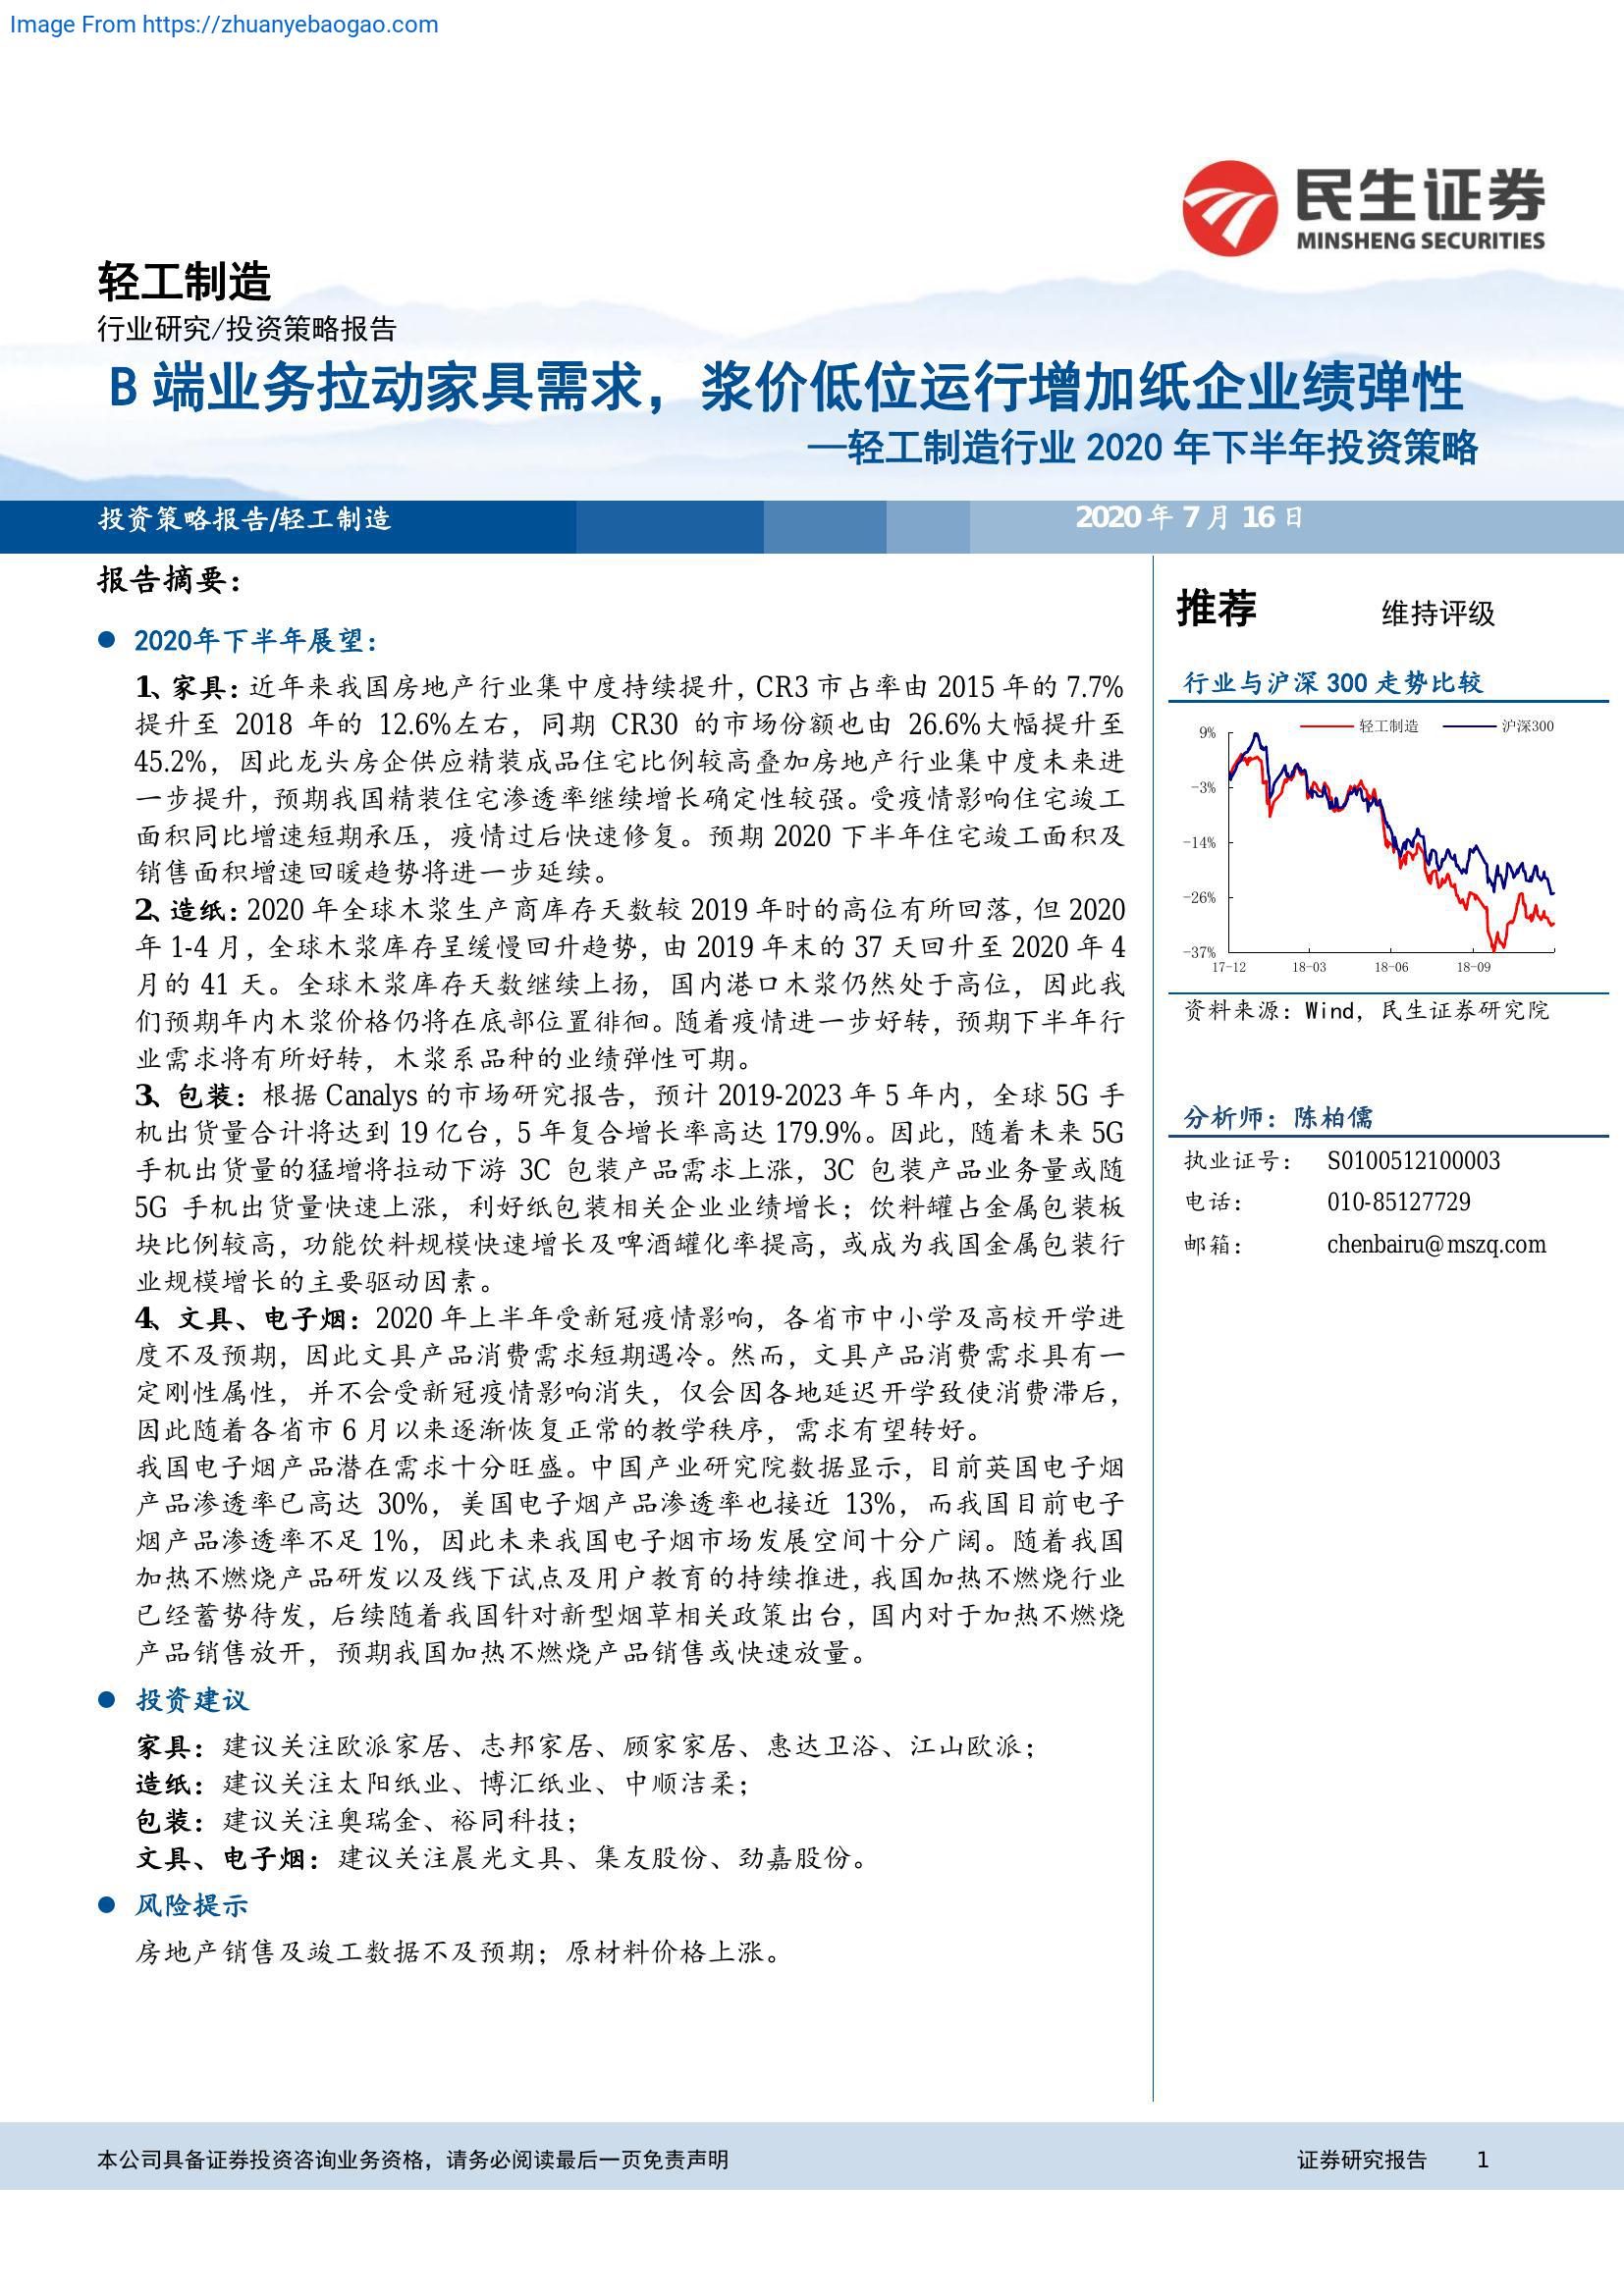 Image From https://zhuanyebaogao.com
民生证券
MINSHENG SECURITIES
轻工制造
行业研究/投资策略报告
B 端业务拉动家具需求，浆价低位运行增加纸企业绩弹性
—轻工制造行业 2020 年下半年投资策略
投资策略报告/轻工制造
2020 年 7 月 16 日
报告摘要：
● 2020年下半年展望：
1、家具：近年来我国房地产行业集中度持续提升，CR3 市占率由 2015 年的 7.7%
提升至 2018 年的 12.6%左右，同期 CR30 的市场份额也由 26.6%大幅提升至
45.2%，因此龙头房企供应精装成品住宅比例较高叠加房地产行业集中度未来进
一步提升，预期我国精装住宅渗透率继续增长确定性较强。受疫情影响住宅竣工
面积同比增速短期承压，疫情过后快速修复。预期 2020 下半年住宅竣工面积及
销售面积增速回暖趋势将进一步延续。
2、造纸：2020 年全球木浆生产商库存天数较 2019 年时的高位有所回落，但 2020
年 1-4 月，全球木浆库存呈缓慢回升趋势，由 2019 年末的 37 天回升至 2020 年 4
月的 41 天。全球木浆库存天数继续上扬，国内港口木浆仍然处于高位，因此我
们预期年内木浆价格仍将在底部位置徘徊。随着疫情进一步好转，预期下半年行
业需求将有所好转，木浆系品种的业绩弹性可期。
3、包装：根据 Canalys 的市场研究报告，预计 2019-2023 年 5 年内，全球 5G 手
机出货量合计将达到 19 亿台，5 年复合增长率高达 179.9%。因此，随着未来 5G
手机出货量的猛增将拉动下游 3C 包装产品需求上涨，3C 包装产品业务量或随
5G 手机出货量快速上涨，利好纸包装相关企业业绩增长；饮料罐占金属包装板
块比例较高，功能饮料规模快速增长及啤酒罐化率提高，或成为我国金属包装行
业规模增长的主要驱动因素。
4、文具、电子烟：2020 年上半年受新冠疫情影响，各省市中小学及高校开学进
度不及预期，因此文具产品消费需求短期遇冷。然而，文具产品消费需求具有一
定刚性属性，并不会受新冠疫情影响消失，仅会因各地延迟开学致使消费滞后，
因此随着各省市 6 月以来逐渐恢复正常的教学秩序，需求有望转好。
我国电子烟产品潜在需求十分旺盛。中国产业研究院数据显示，目前英国电子烟
产品渗透率已高达 30%，美国电子烟产品渗透率也接近 13%，而我国目前电子
烟产品渗透率不足 1%，因此未来我国电子烟市场发展空间十分广阔。随着我国
加热不燃烧产品研发以及线下试点及用户教育的持续推进，我国加热不燃烧行业
已经蓄势待发，后续随着我国针对新型烟草相关政策出台，国内对于加热不燃烧
产品销售放开，预期我国加热不燃烧产品销售或快速放量。
● 投资建议
家具：建议关注欧派家居、志邦家居、顾家家居、惠达卫浴、江山欧派；
造纸：建议关注太阳纸业、博汇纸业、中顺洁柔；
包装：建议关注奥瑞金、裕同科技；
文具、电子烟：建议关注晨光文具、集友股份、劲嘉股份。
● 风险提示
房地产销售及竣工数据不及预期；原材料价格上涨。
推荐 维持评级
行业与沪深 300 走势比较
轻工制造 沪深300
9%
-3%
-14%
-26%
-37%
17-12 18-03 18-06 18-09
资料来源：Wind，民生证券研究院
分析师：陈柏儒
执业证号： S0100512100003
电话： 010-85127729
邮箱： chenbairu@mszq.com
本公司具备证券投资咨询业务资格，请务必阅读最后一页免责声明
证券研究报告 1